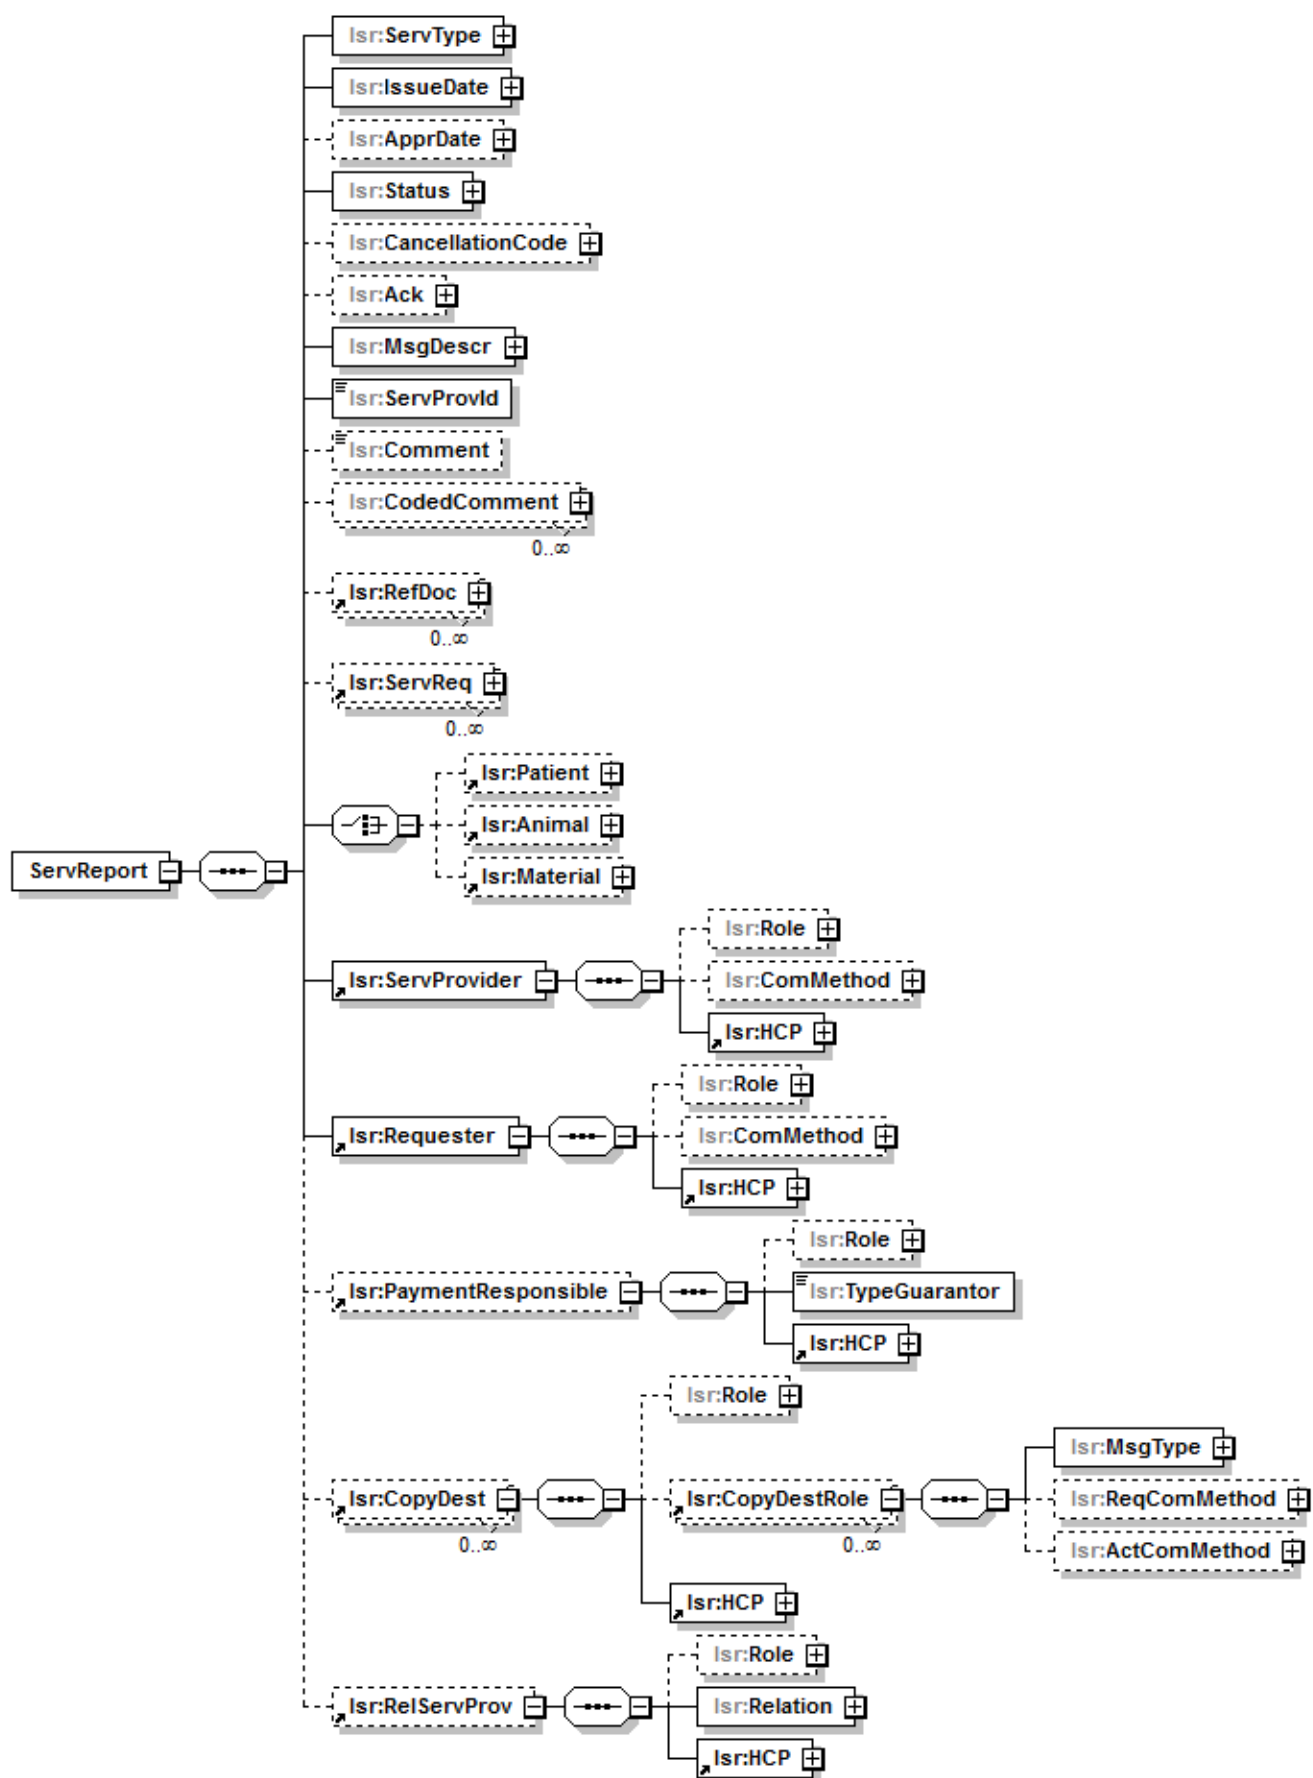 lsr:ServType
lsr:IssueDate
lsr:ApprDate
lsr:Status
lsr:CancellationCode
lsr:Ack
lsr:MsgDescr
lsr:ServProvId
lsr:Comment
lsr:CodedComment
0..∞
lsr:RefDoc
0..∞
lsr:ServReq
0..∞
lsr:Patient
lsr:Animal
lsr:Material
ServReport
lsr:Role
lsr:ServProvider
lsr:ComMethod
lsr:HCP
lsr:Role
lsr:Requester
lsr:ComMethod
lsr:HCP
lsr:Role
lsr:PaymentResponsible
lsr:TypeGuarantor
lsr:HCP
lsr:Role
lsr:MsgType
lsr:CopyDest
0..∞
lsr:CopyDestRole
0..∞
lsr:ReqComMethod
lsr:ActComMethod
lsr:HCP
lsr:Role
lsr:RelServProv
lsr:Relation
lsr:HCP